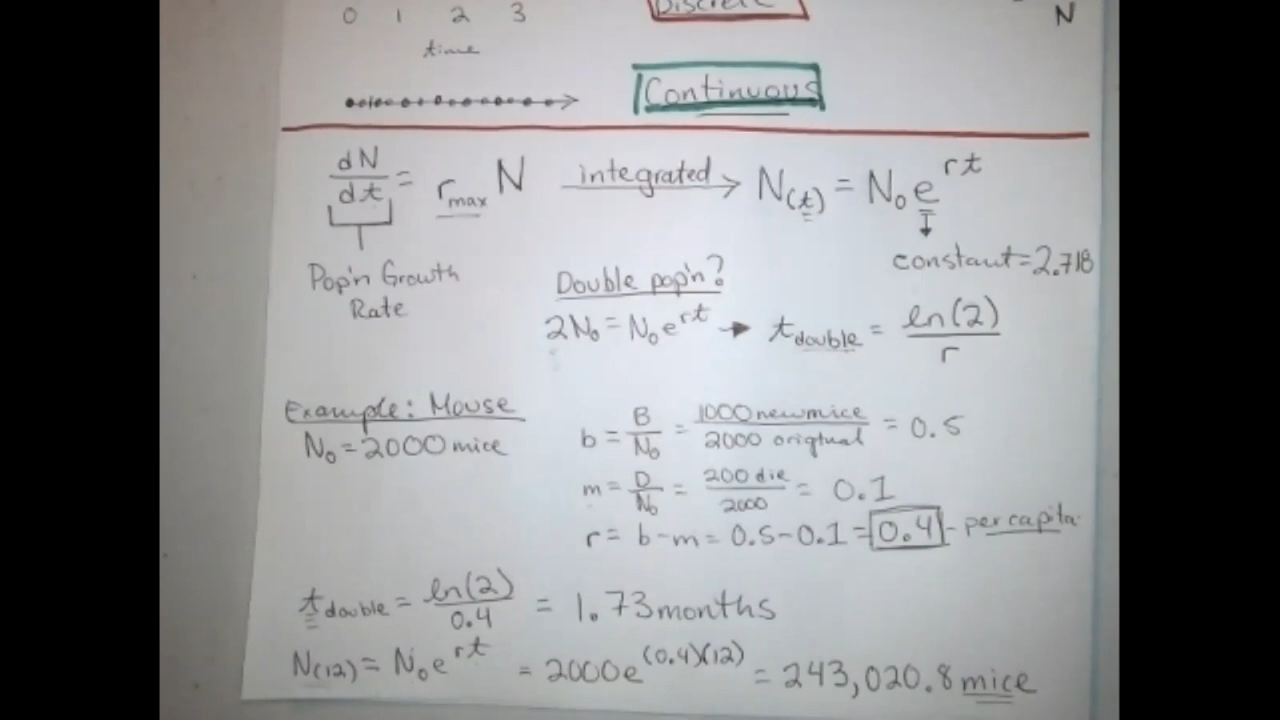 0 1 2 3
Discrete
N
time
Continuous
dN/dt = r_max N integrated → N(t) = N₀e^rt
constant=2.718
Pop'n Growth
Rate
Double pop'n?
2N₀=N₀e^rt → t_double = ln(2)/r
Example: Mouse
N₀=2000 mice
b = B/N₀ = 1000 new mice/2000 origtual = 0.5
m = D/N₀ = 200 die/2000 = 0.1
r = b-m = 0.5-0.1 = 0.4 - per capita
t_double = ln(2)/0.4 = 1.73 months
N(12) = N₀e^rt = 2000e^(0.4)(12) = 243,020.8 mice